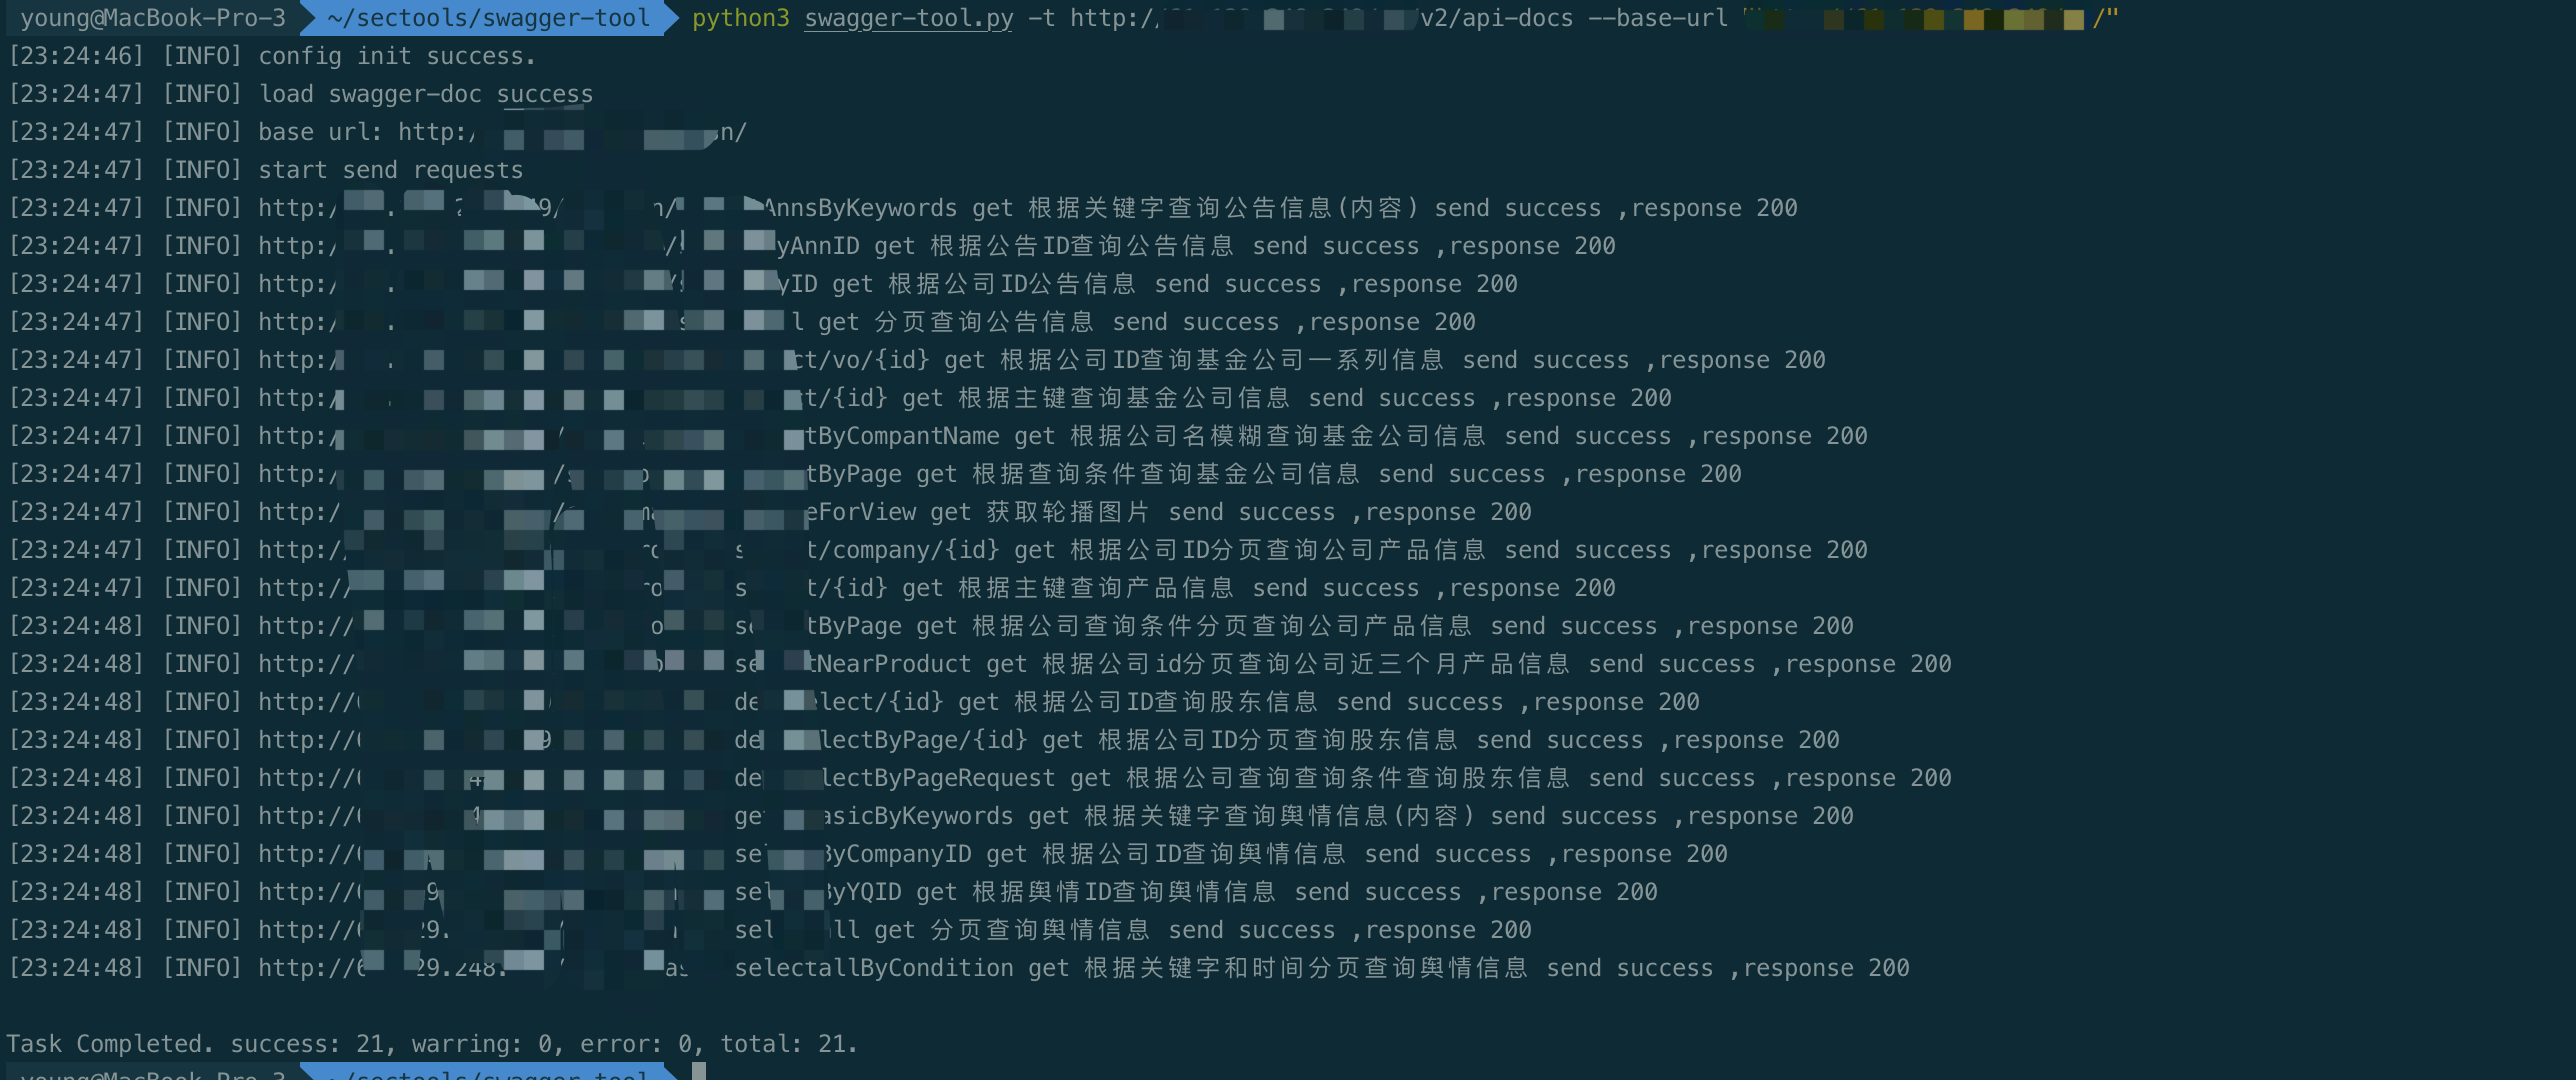 young@MacBook-Pro-3 ~/sectools/swagger-tool python3 swagger-tool.py -t http:/ /v2/api-docs --base-url /"
[23:24:46] [INFO] config init success.
[23:24:47] [INFO] load swagger-doc success
[23:24:47] [INFO] base url: http:/ n/
[23:24:47] [INFO] start send requests
[23:24:47] [INFO] http:/ AnnsByKeywords get 根据关键字查询公告信息(内容) send success ,response 200
[23:24:47] [INFO] http:/ yAnnID get 根据公告ID查询公告信息 send success ,response 200
[23:24:47] [INFO] http:/ yID get 根据公司ID公告信息 send success ,response 200
[23:24:47] [INFO] http:/ l get 分页查询公告信息 send success ,response 200
[23:24:47] [INFO] http:/ ct/vo/{id} get 根据公司ID查询基金公司一系列信息 send success ,response 200
[23:24:47] [INFO] http:/ ct/{id} get 根据主键查询基金公司信息 send success ,response 200
[23:24:47] [INFO] http:/ tByCompantName get 根据公司名模糊查询基金公司信息 send success ,response 200
[23:24:47] [INFO] http:/ tByPage get 根据查询条件查询基金公司信息 send success ,response 200
[23:24:47] [INFO] http:/ eForView get 获取轮播图片 send success ,response 200
[23:24:47] [INFO] http:/ t/company/{id} get 根据公司ID分页查询公司产品信息 send success ,response 200
[23:24:47] [INFO] http:// t/{id} get 根据主键查询产品信息 send success ,response 200
[23:24:48] [INFO] http:// tByPage get 根据公司查询条件分页查询公司产品信息 send success ,response 200
[23:24:48] [INFO] http:// tNearProduct get 根据公司id分页查询公司近三个月产品信息 send success ,response 200
[23:24:48] [INFO] http:// lect/{id} get 根据公司ID查询股东信息 send success ,response 200
[23:24:48] [INFO] http:// lectByPage/{id} get 根据公司ID分页查询股东信息 send success ,response 200
[23:24:48] [INFO] http:// lectByPageRequest get 根据公司查询查询条件查询股东信息 send success ,response 200
[23:24:48] [INFO] http:// asicByKeywords get 根据关键字查询舆情信息(内容) send success ,response 200
[23:24:48] [INFO] http:// ByCompanyID get 根据公司ID查询舆情信息 send success ,response 200
[23:24:48] [INFO] http:// ByYQID get 根据舆情ID查询舆情信息 send success ,response 200
[23:24:48] [INFO] http:// ll get 分页查询舆情信息 send success ,response 200
[23:24:48] [INFO] http://6 29.248. selectallByCondition get 根据关键字和时间分页查询舆情信息 send success ,response 200
Task Completed. success: 21, warring: 0, error: 0, total: 21.
young@MacBook-Pro-3 ~/sectools/swagger-tool